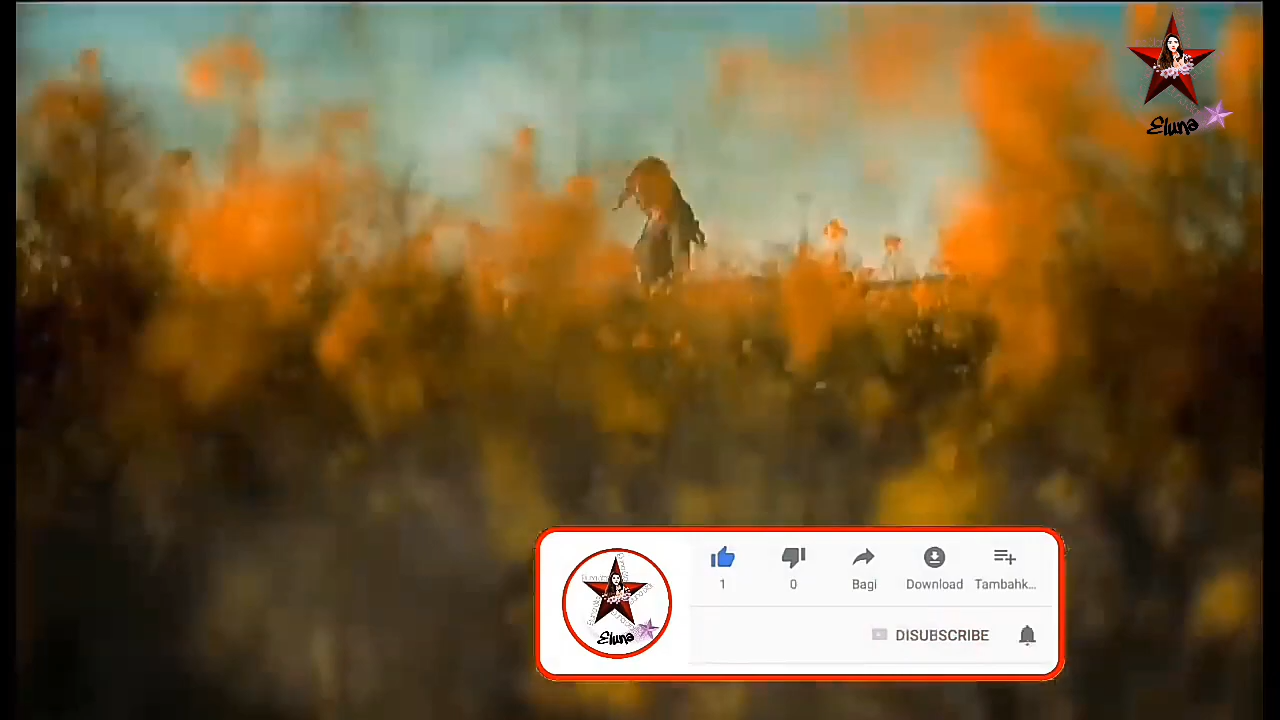 Eluna
1
0
Bagi
Download
Tambahk...
Eluna
DISUBSCRIBE